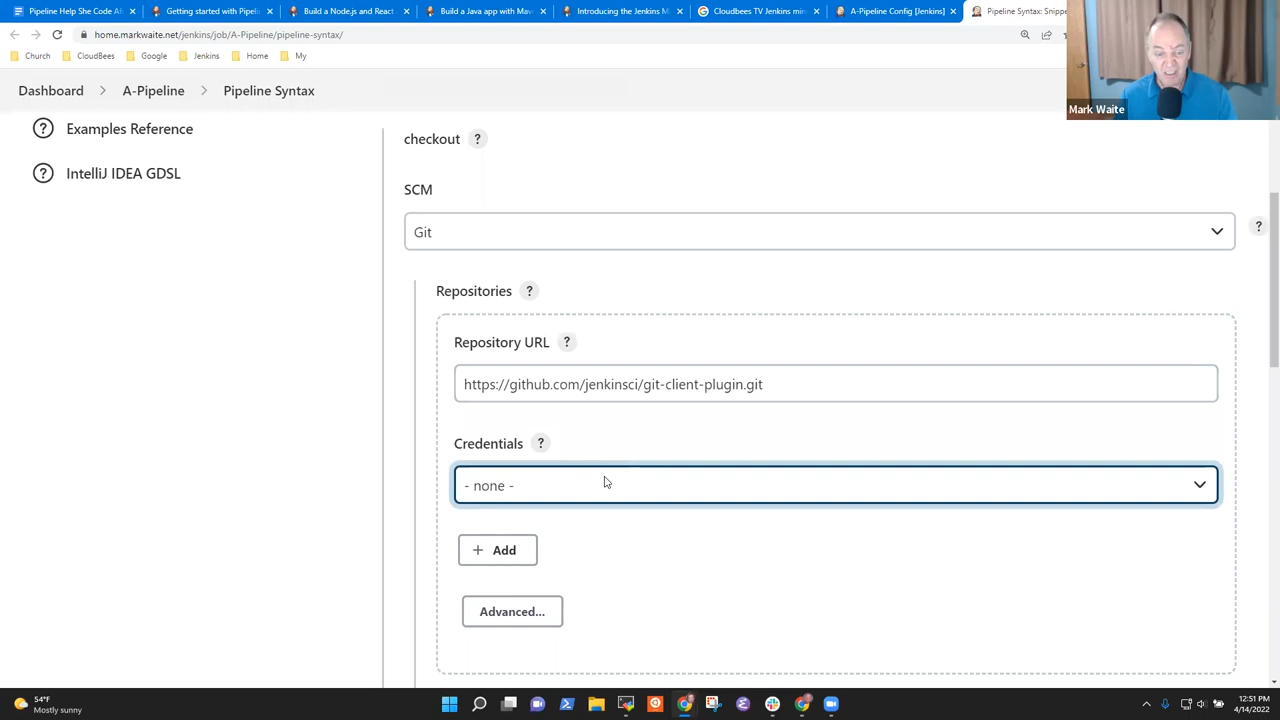 Pipeline Help She Code Af
Getting started with Pipelin
Build a Node.js and React
Build a Java app with Mav
Introducing the Jenkins M
Cloudbees TV Jenkins min
A-Pipeline Config [Jenkins]
Pipeline Syntax: Snippe
home.markwaite.net/jenkins/job/A-Pipeline/pipeline-syntax/
Church
CloudBees
Google
Jenkins
Home
My
Mark Waite
Dashboard
A-Pipeline
Pipeline Syntax
Examples Reference
IntelliJ IDEA GDSL
checkout ?
SCM
Git
?
Repositories ?
Repository URL ?
https://github.com/jenkinsci/git-client-plugin.git
Credentials ?
- none -
+ Add
Advanced...
54°F
Mostly sunny
12:51 PM
4/14/2022